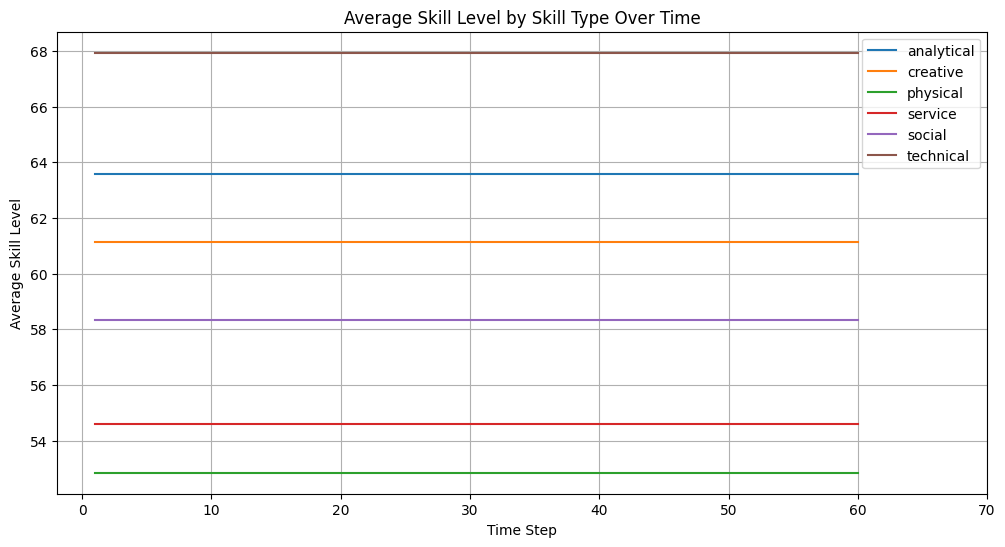 Average Skill Level by Skill Type Over Time
Average Skill Level
68
66
64
62
60
58
56
54
analytical
creative
physical
service
social
technical
0 10 20 30 40 50 60 70
Time Step